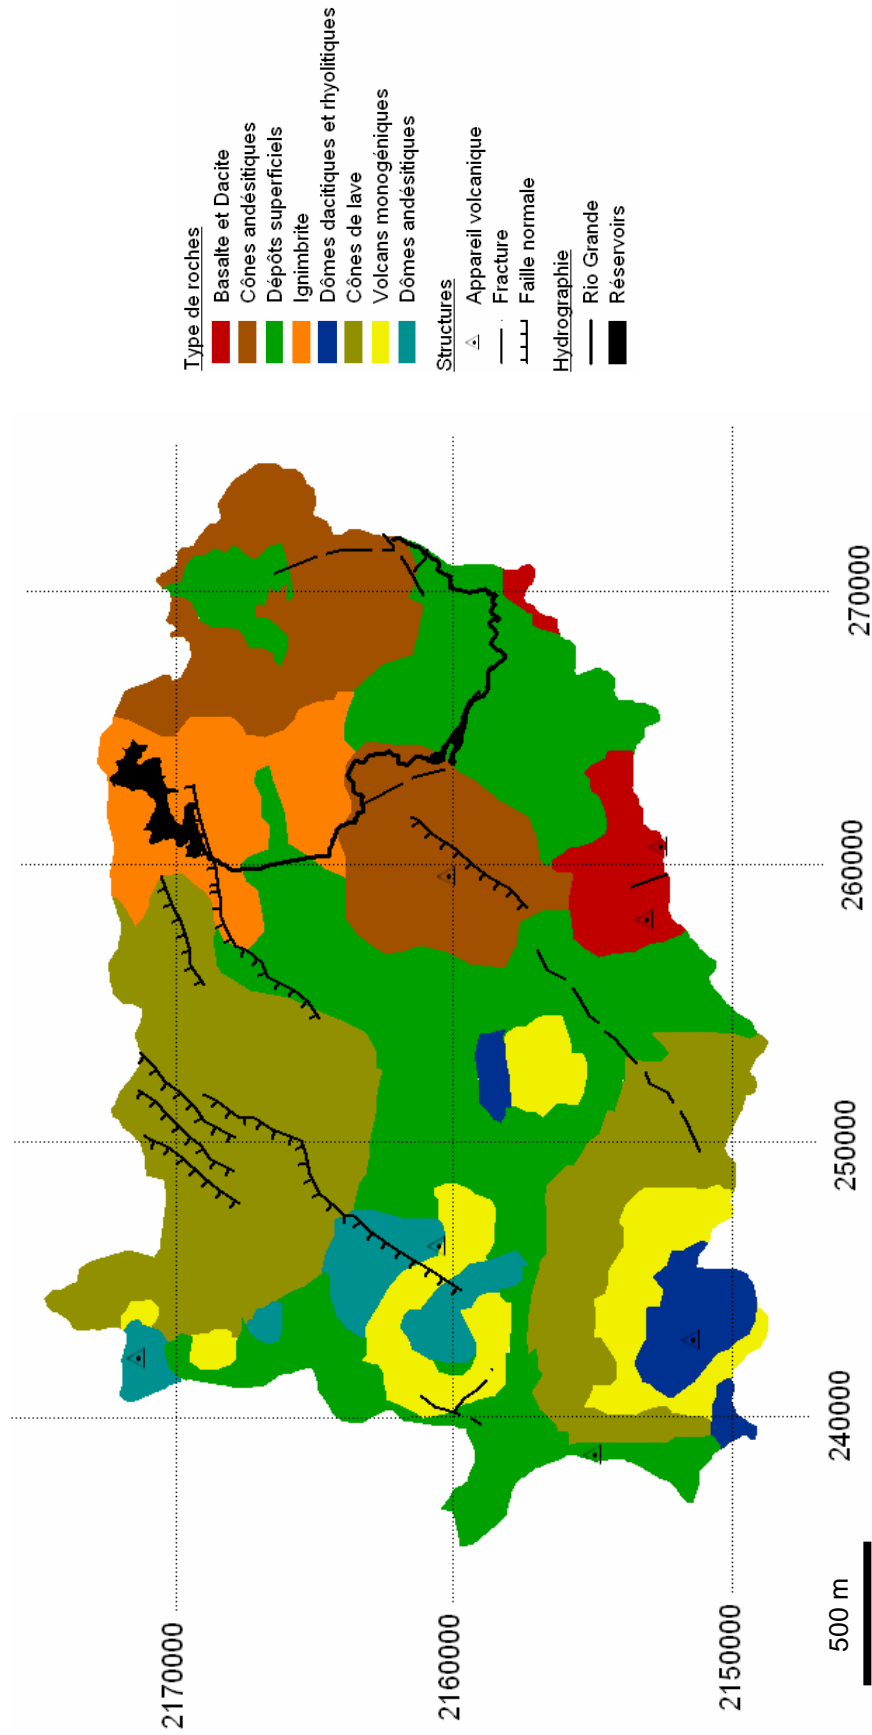 Type de roches
Basalte et Dacite
Cônes andésitiques
Dépôts superficiels
Ignimbrite
Dômes dacitiques et rhyolitiques
Cônes de lave
Volcans monogéniques
Dômes andésitiques
Structures
Appareil volcanique
Fracture
Faille normale
Hydrographie
Rio Grande
Réservoirs
2170000
2160000
2150000
240000
250000
260000
270000
500 m